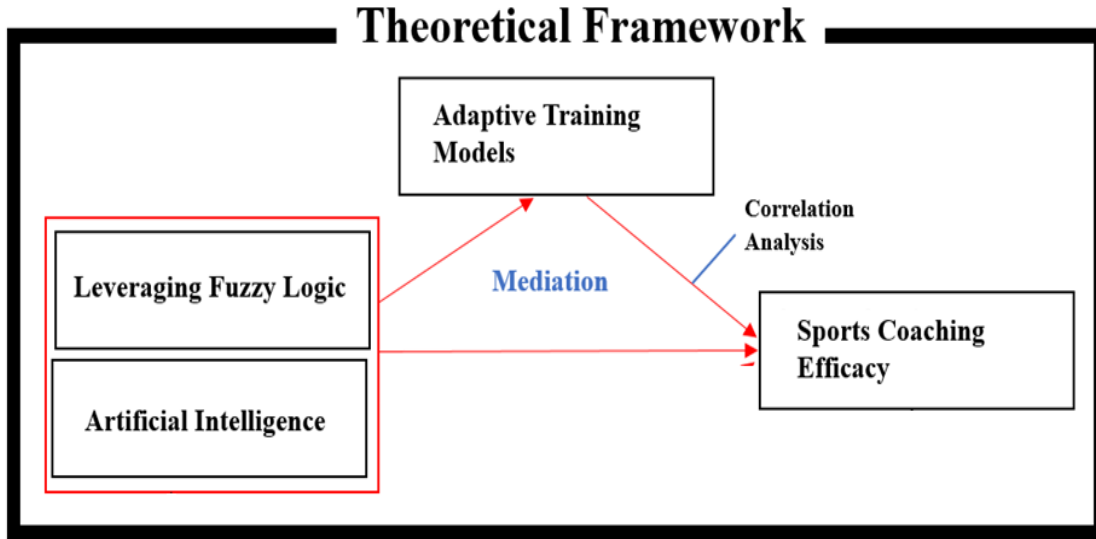 Theoretical Framework
Adaptive Training
Models
Correlation
Analysis
Leveraging Fuzzy Logic
Mediation
Sports Coaching
Efficacy
Artificial Intelligence